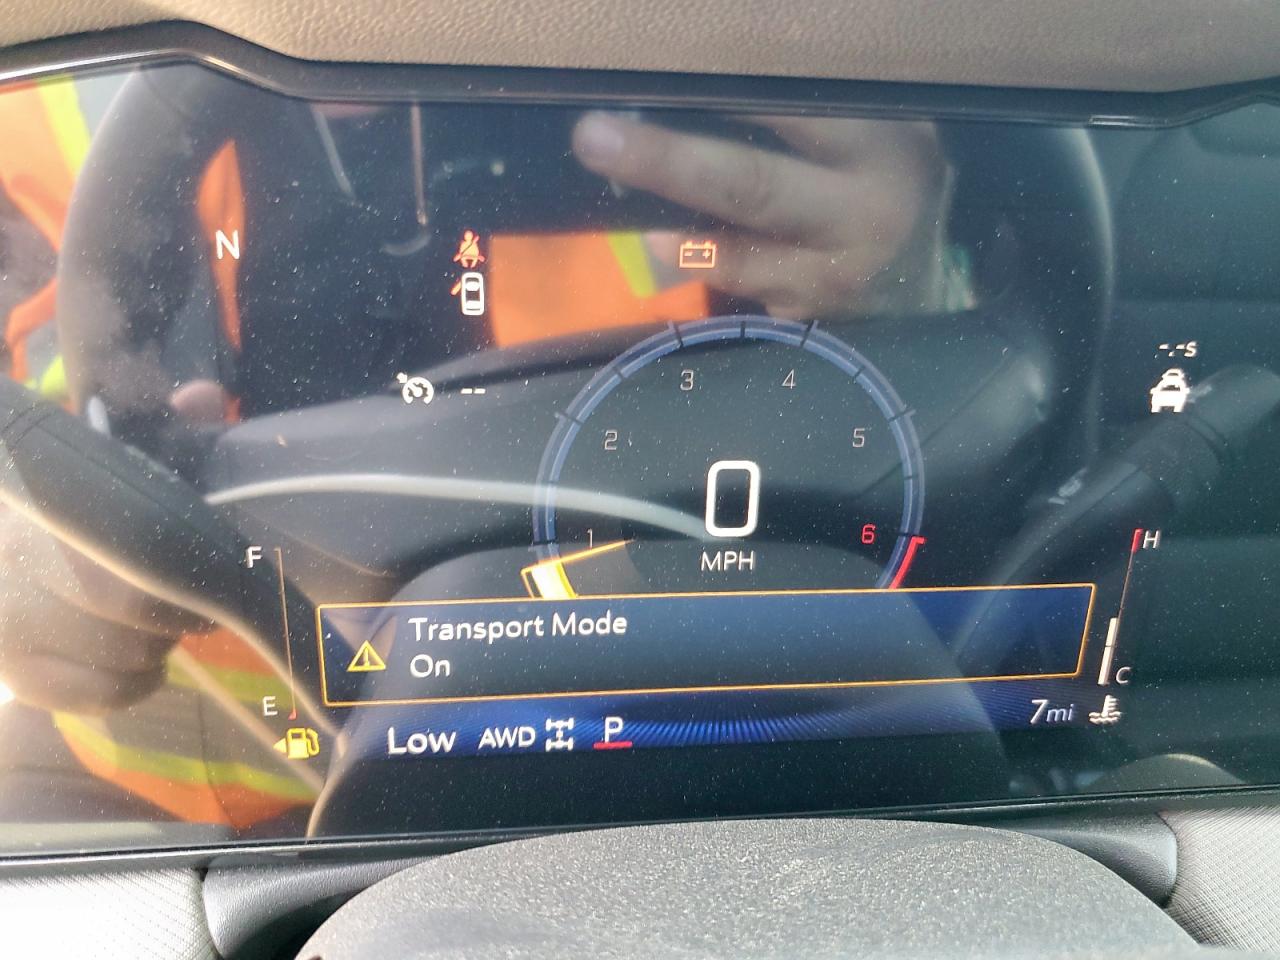 N
--
-.-s
3
4
2
5
1
6
0
MPH
F
H
Transport Mode
On
E
C
Low AWD P
7mi